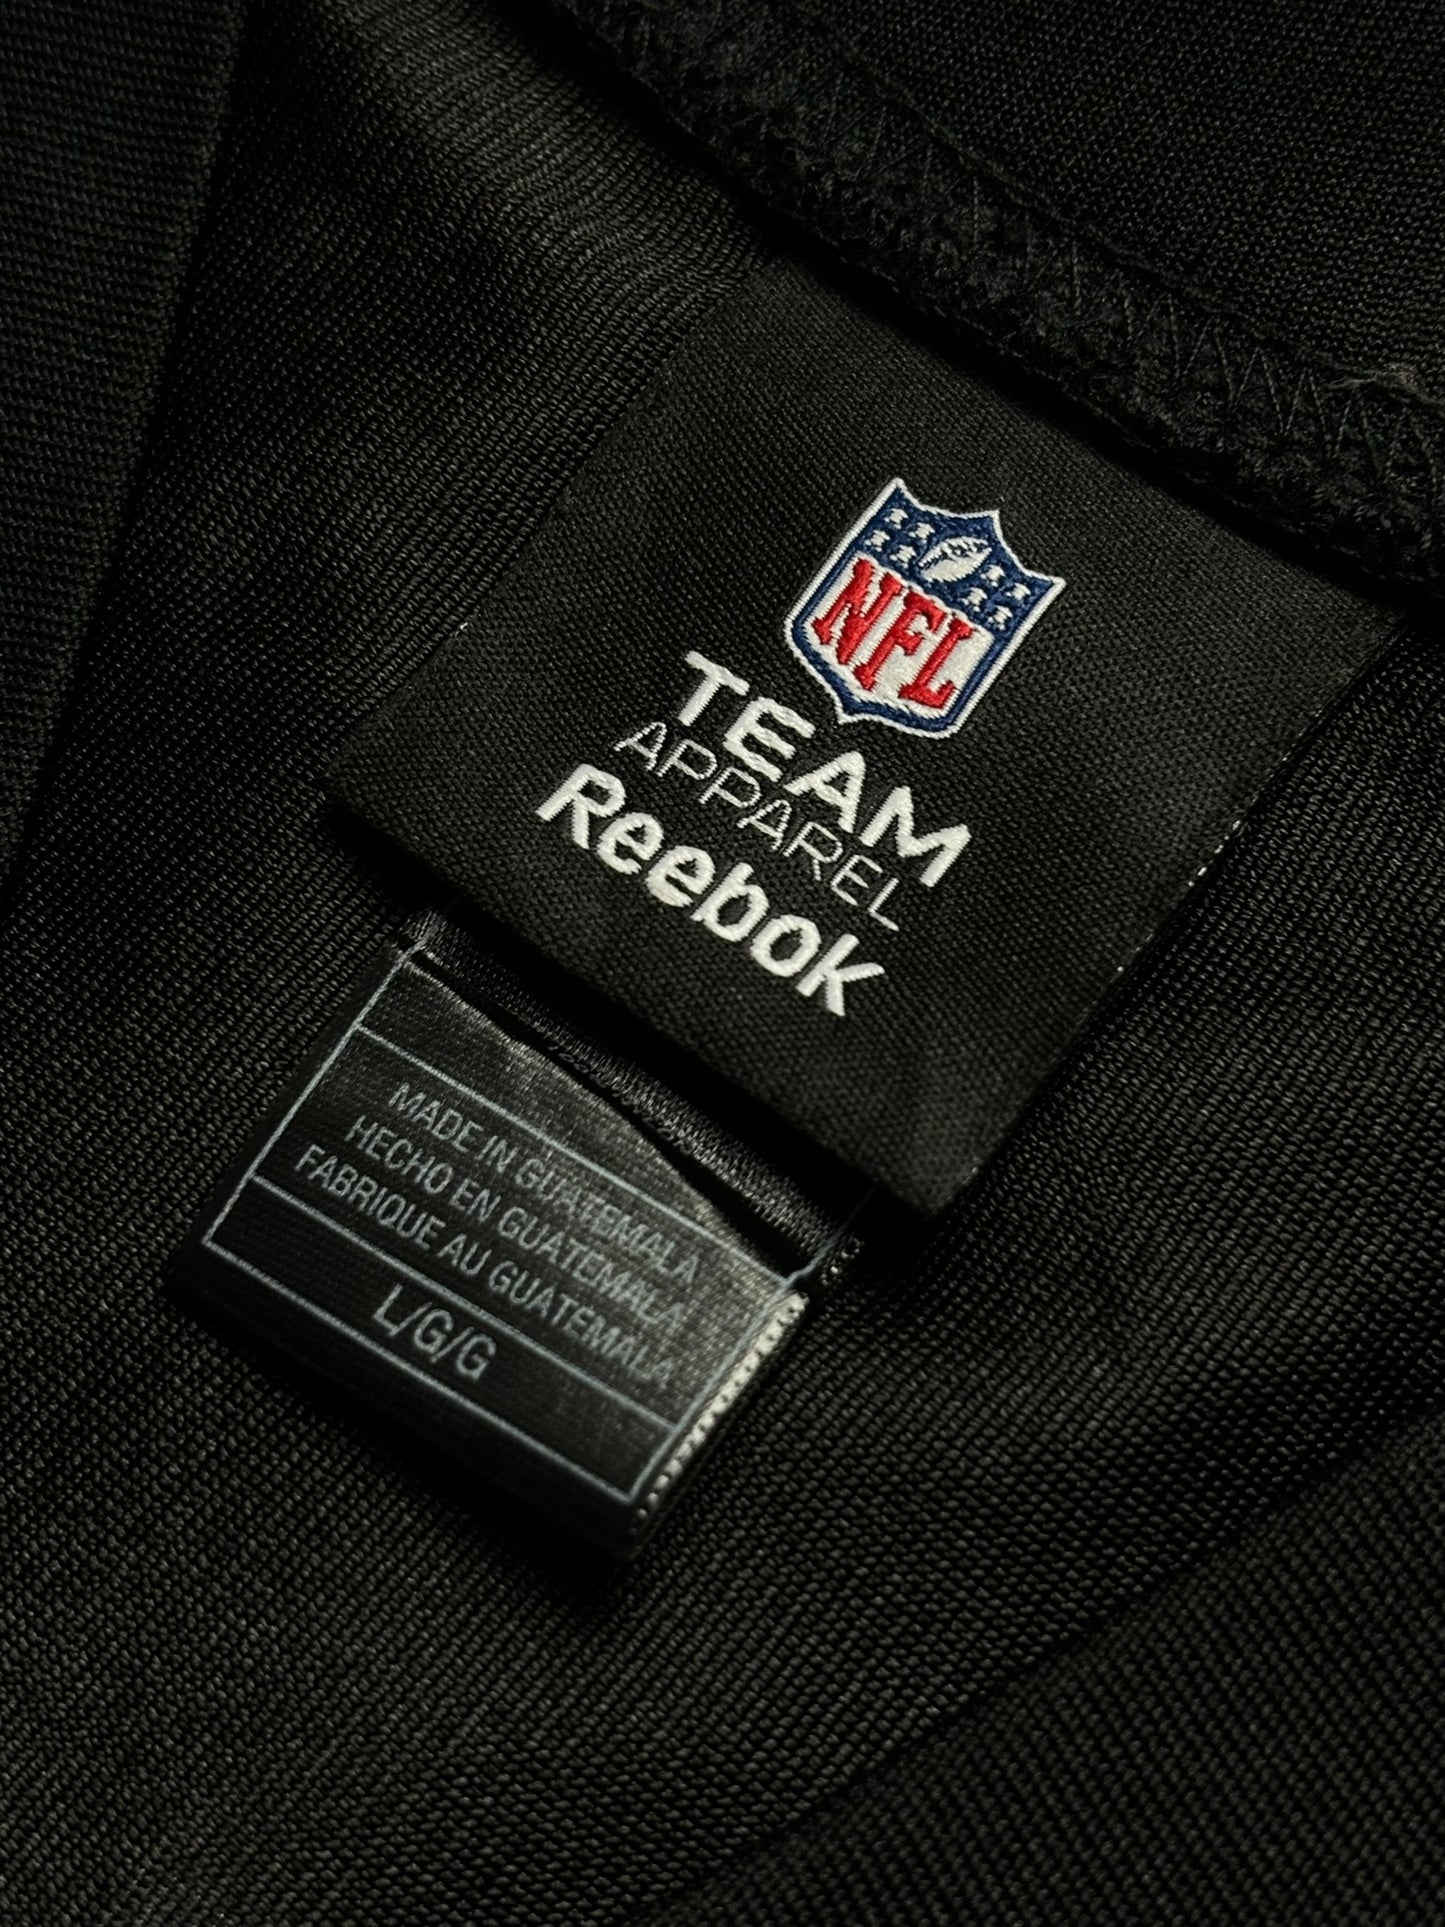 NFL
TEAM
APPAREL
Reebok
MADE IN GUATEMALA
HECHO EN GUATEMALA
FABRIQUE AU GUATEMALA
L/G/G